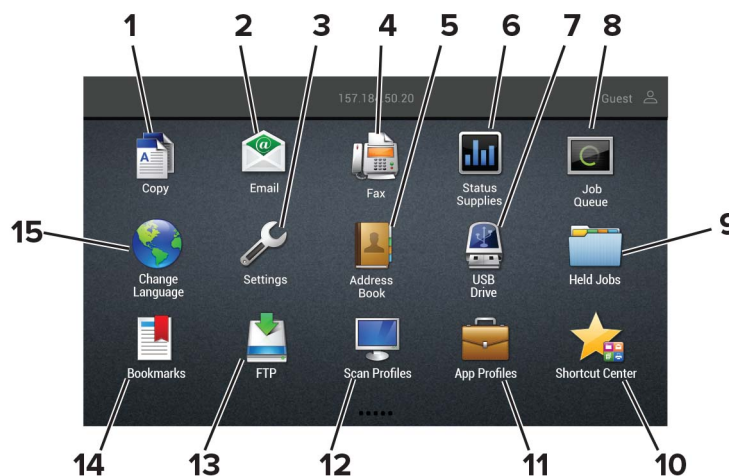 1 2 3 4 5 6 7 8
157.184.50.20 Guest
Copy Email Fax Status Supplies Job Queue
15 9
Change Language Settings Address Book USB Drive Held Jobs
Bookmarks FTP Scan Profiles App Profiles Shortcut Center
14 13 12 11 10